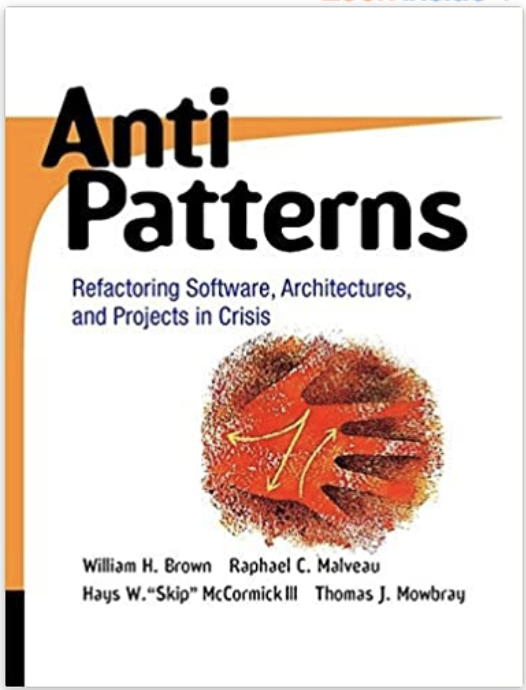 Anti
Patterns
Refactoring Software, Architectures,
and Projects in Crisis
William H. Brown Raphael C. Malveau
Hays W. “Skip” McCormick III Thomas J. Mowbray